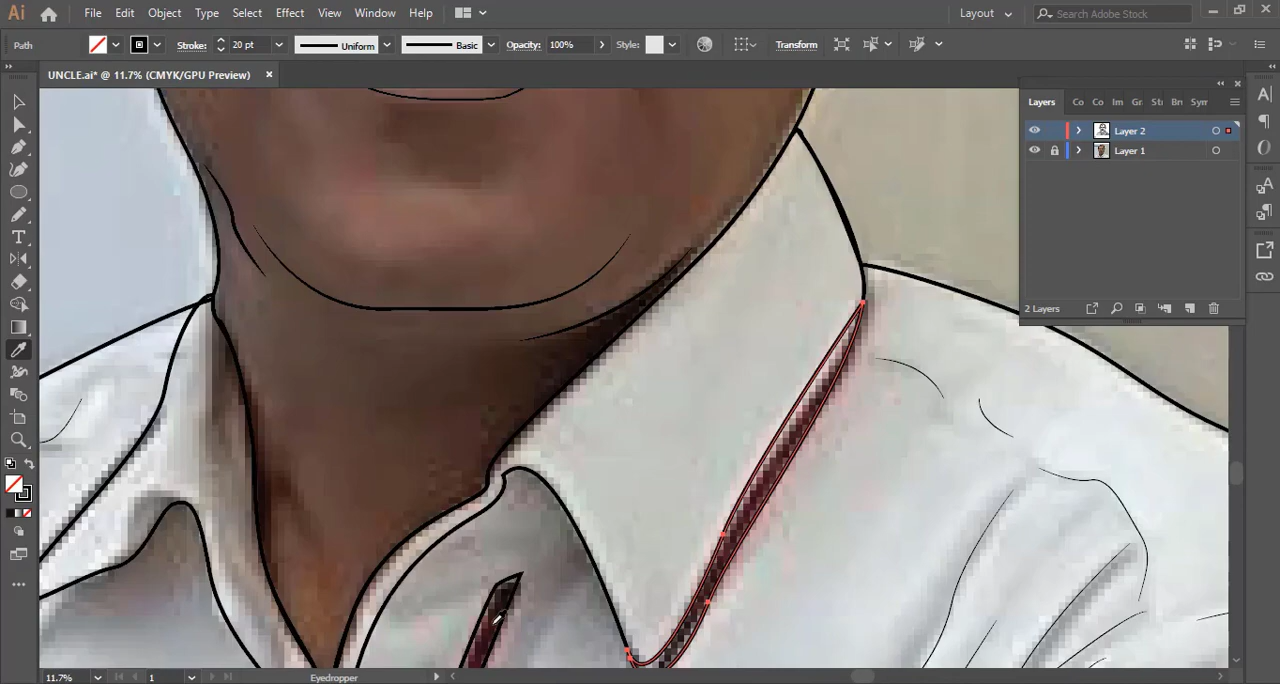 Ai File Edit Object Type Select Effect View Window Help Layout Search Adobe Stock
Path Stroke: 20 pt Uniform Basic Opacity: 100% Style: Transform
UNCLE.ai* @ 11.7% (CMYK/GPU Preview) ×
Layers Co Co Im Gr Str Bru Sym
Layer 2
Layer 1
2 Layers
11.7% 1 Eyedropper